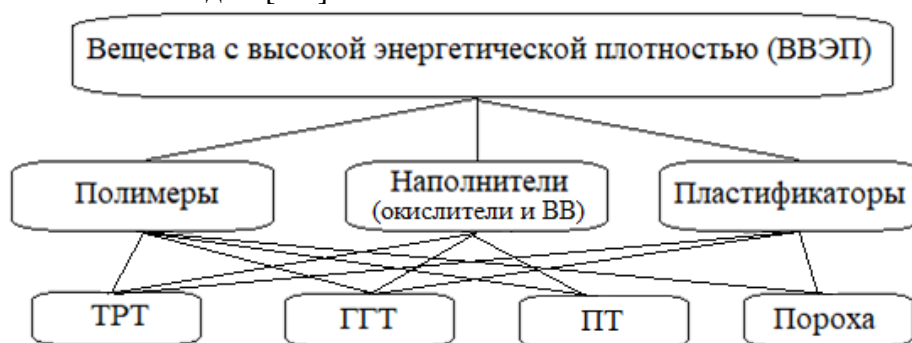 Вещества с высокой энергетической плотностью (ВВЭП)
Полимеры
Наполнители
(окислители и ВВ)
Пластификаторы
ТРТ
ГГТ
ПТ
Пороха